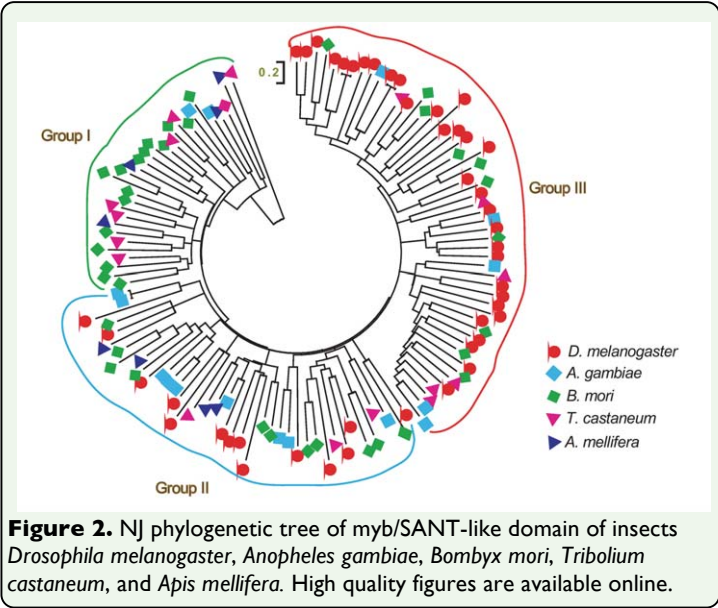 0.2
Group I
Group III
D. melanogaster
A. gambiae
B. mori
T. castaneum
A. mellifera
Group II
Figure 2. NJ phylogenetic tree of myb/SANT-like domain of insects
Drosophila melanogaster, Anopheles gambiae, Bombyx mori, Tribolium
castaneum, and Apis mellifera. High quality figures are available online.